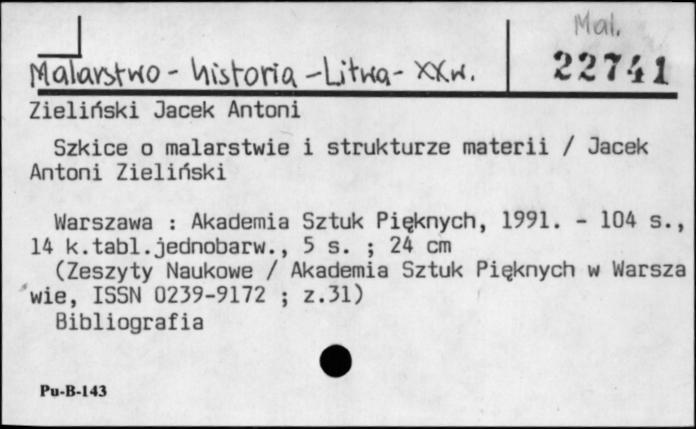 Mal.
Malarstwo - historia - Litwa - XXw.
22741
Zieliński Jacek Antoni
Szkice o malarstwie i strukturze materii / Jacek
Antoni Zieliński
Warszawa : Akademia Sztuk Pięknych, 1991. - 104 s.,
14 k.tabl.jednobarw., 5 s. ; 24 cm
(Zeszyty Naukowe / Akademia Sztuk Pięknych w Warsza
wie, ISSN 0239-9172 ; z.31)
Bibliografia
Pu-B-143